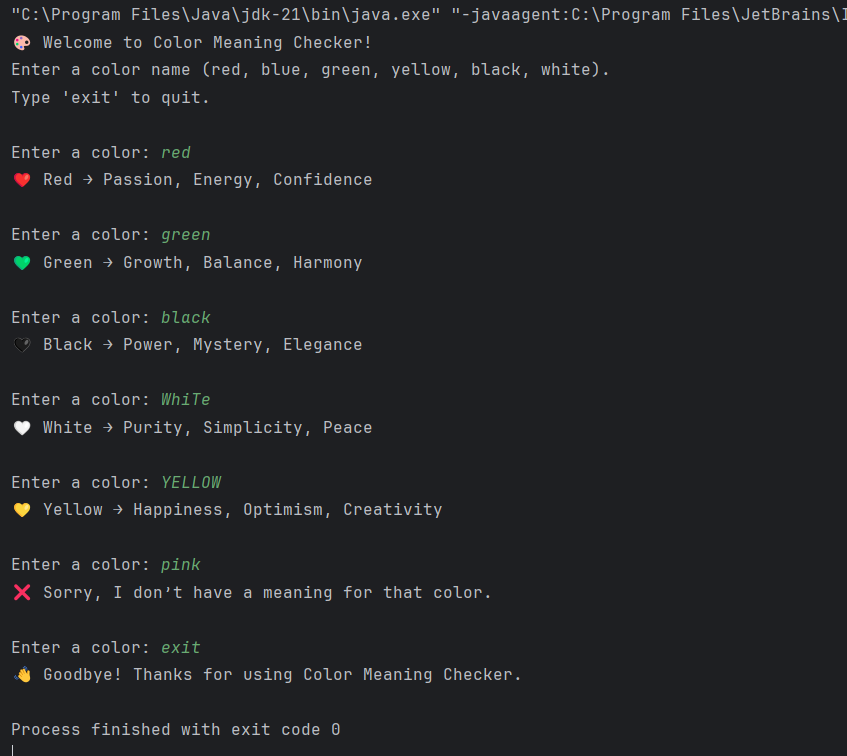 "C:\Program Files\Java\jdk-21\bin\java.exe" "-javaagent:C:\Program Files\JetBrains\I
🎨 Welcome to Color Meaning Checker!
Enter a color name (red, blue, green, yellow, black, white).
Type 'exit' to quit.
Enter a color: red
❤️ Red → Passion, Energy, Confidence
Enter a color: green
💚 Green → Growth, Balance, Harmony
Enter a color: black
🖤 Black → Power, Mystery, Elegance
Enter a color: WhiTe
🤍 White → Purity, Simplicity, Peace
Enter a color: YELLOW
💛 Yellow → Happiness, Optimism, Creativity
Enter a color: pink
❌ Sorry, I don’t have a meaning for that color.
Enter a color: exit
👋 Goodbye! Thanks for using Color Meaning Checker.
Process finished with exit code 0